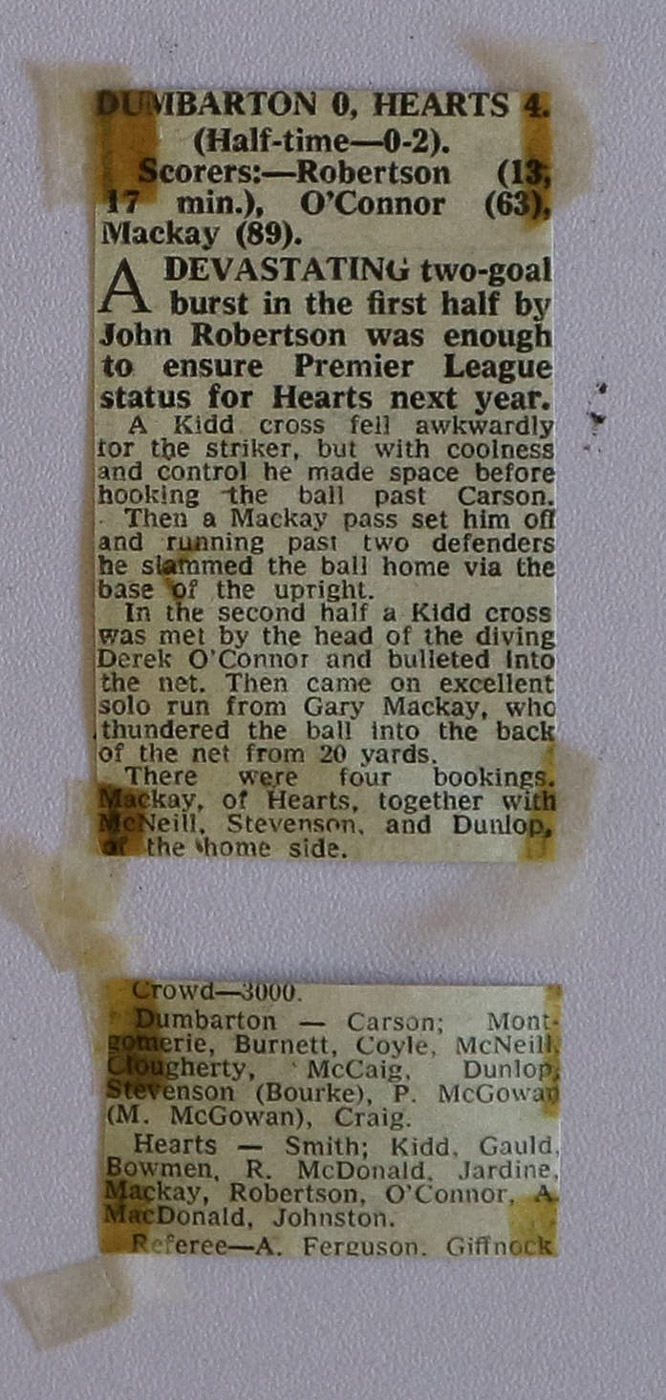 DUMBARTON 0, HEARTS 4.
(Half-time—0-2).
Scorers:—Robertson (13,
17 min.), O'Connor (63),
Mackay (89).
A DEVASTATING two-goal
burst in the first half by
John Robertson was enough
to ensure Premier League
status for Hearts next year.
A Kidd cross fell awkwardly
for the striker, but with coolness
and control he made space before
hooking the ball past Carson.
Then a Mackay pass set him off
and running past two defenders
he slammed the ball home via the
base of the upright.
In the second half a Kidd cross
was met by the head of the diving
Derek O'Connor and bulleted into
the net. Then came on excellent
solo run from Gary Mackay, who
thundered the ball into the back
of the net from 20 yards.
There were four bookings.
Mackay, of Hearts, together with
McNeill, Stevenson, and Dunlop,
of the home side.
Crowd—3000.
Dumbarton — Carson; Mont-
gomerie, Burnett, Coyle, McNeill,
Clougherty, McCaig, Dunlop,
Stevenson (Bourke), P. McGowan
(M. McGowan), Craig.
Hearts — Smith; Kidd, Gauld,
Bowmen, R. McDonald, Jardine,
Mackay, Robertson, O'Connor, A.
MacDonald, Johnston.
Referee—A. Ferguson, Giffnock